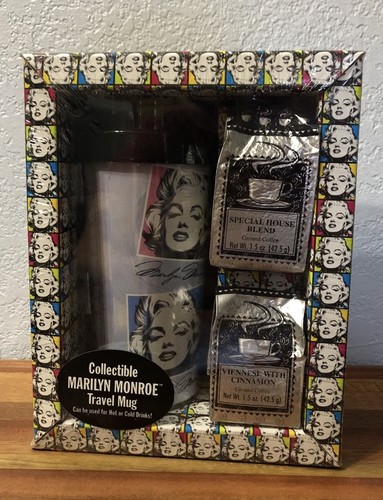 SPECIAL HOUSE
BLEND
Ground Coffee
Net Wt. 1.5 oz. (42.5 g)
VIENNESE WITH
CINNAMON
Ground Coffee
Net Wt. 1.5 oz. (42.5 g)
Collectible
MARILYN MONROE™
Travel Mug
Can be used for Hot or Cold Drinks!